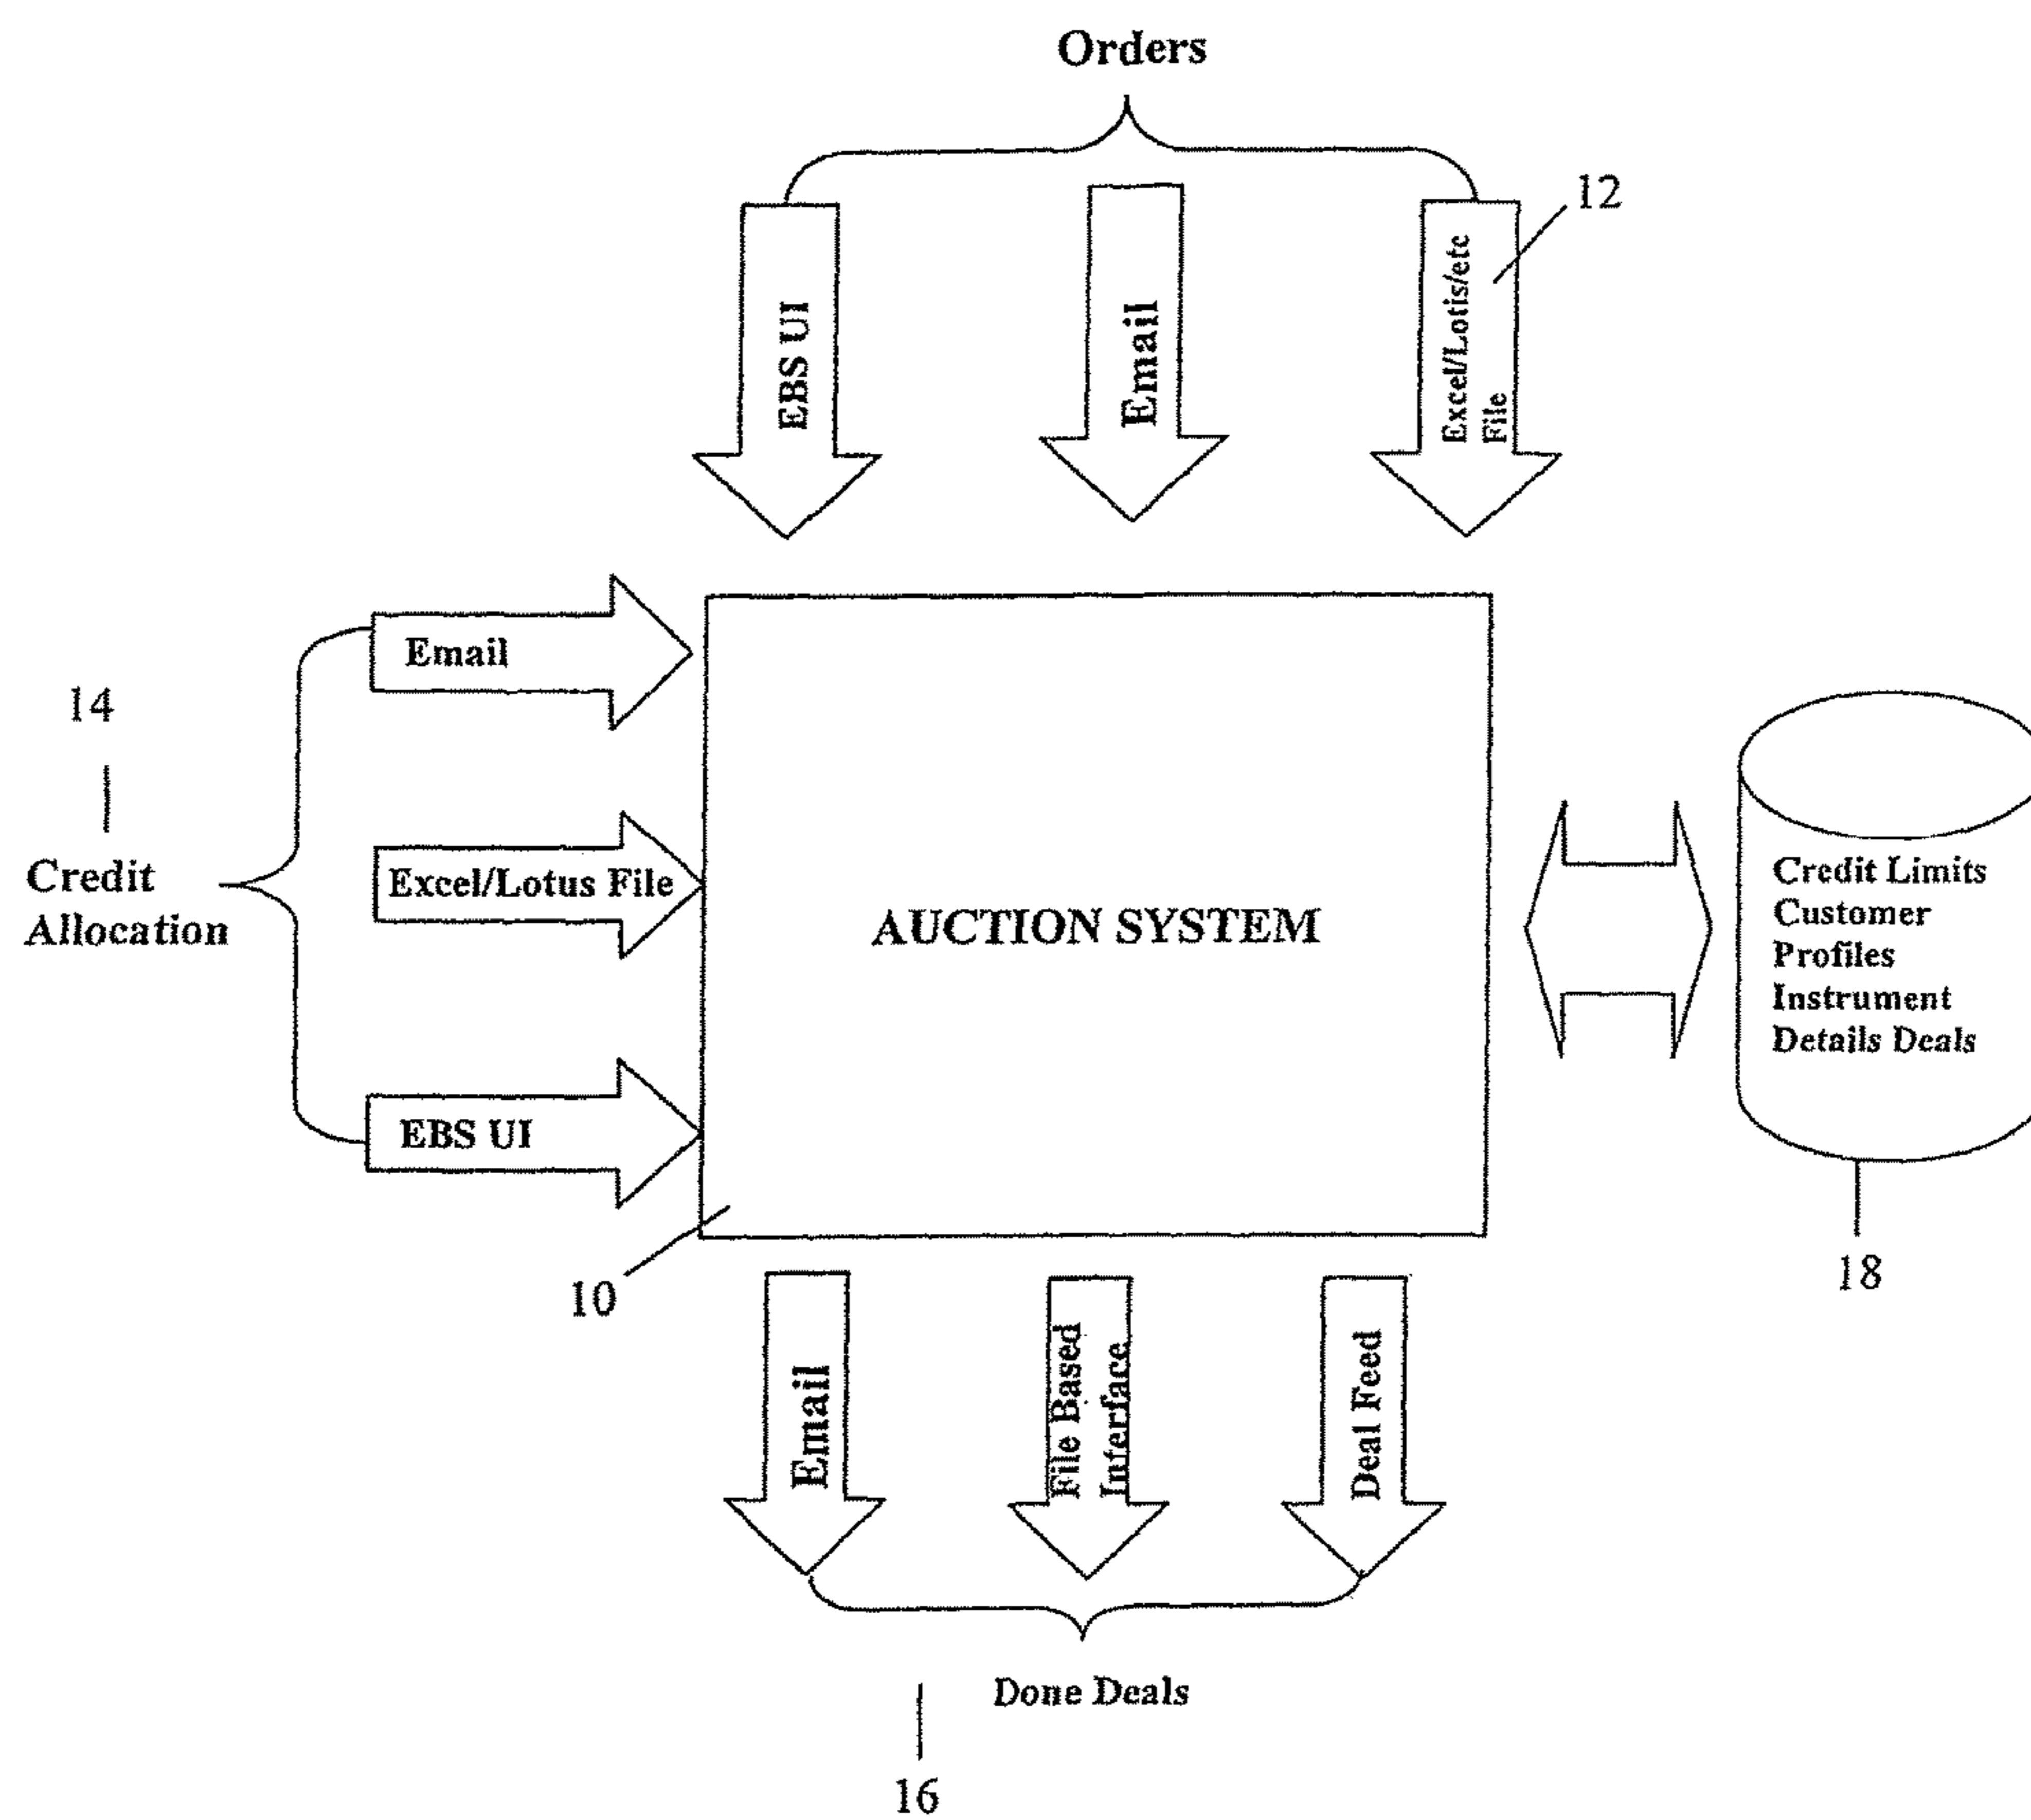 Orders
12
EBS UI
Email
Excel/Lotis/etc
File
Email
14
Credit
Allocation
Excel/Lotus File
EBS UI
AUCTION SYSTEM
Credit Limits
Customer
Profiles
Instrument
Details Deals
10
18
Email
File Based
Inferface
Deal Feed
Done Deals
16